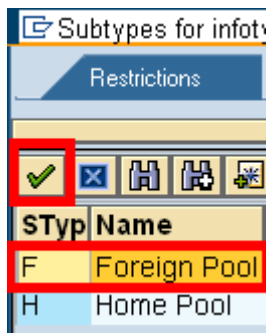 Subtypes for infoty
Restrictions
STyp Name
F Foreign Pool
H Home Pool